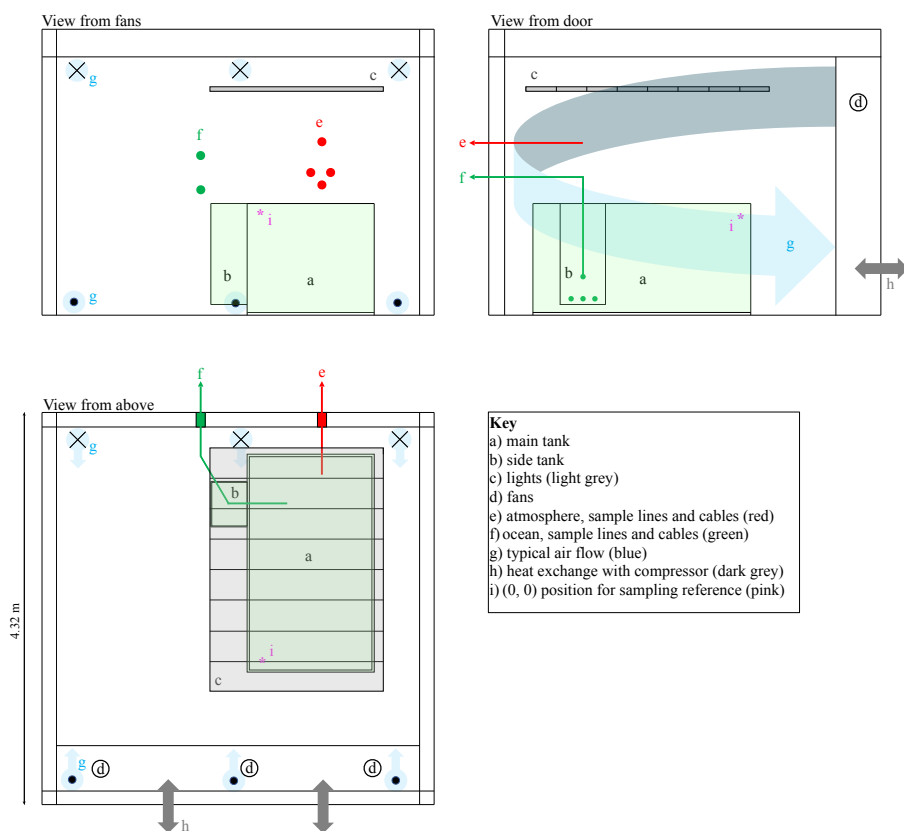 View from fans
g
c
f
e
i
b
a
g
View from door
c
d
e
f
i
g
b
a
h
f
e
View from above
g
b
a
i
c
4.32 m
g
d
d
d
h
Key
a) main tank
b) side tank
c) lights (light grey)
d) fans
e) atmosphere, sample lines and cables (red)
f) ocean, sample lines and cables (green)
g) typical air flow (blue)
h) heat exchange with compressor (dark grey)
i) (0, 0) position for sampling reference (pink)